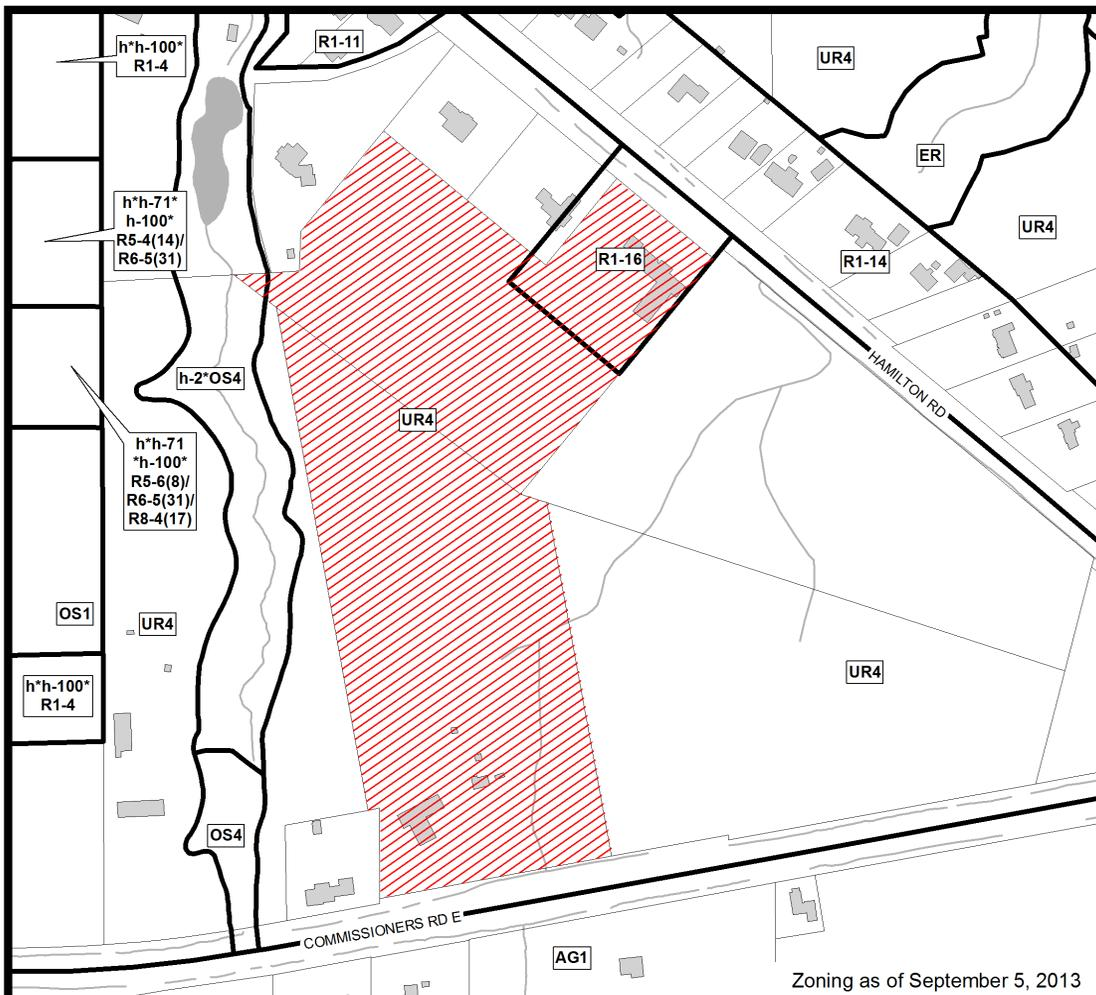 h*h-100*
R1-4
R1-11
UR4
ER
h*h-71*
h-100*
R5-4(14)/
R6-5(31)
UR4
R1-16
R1-14
HAMILTON RD
h-2*OS4
UR4
h*h-71
*h-100*
R5-6(8)/
R6-5(31)/
R8-4(17)
OS1
UR4
h*h-100*
R1-4
UR4
OS4
COMMISSIONERS RD E
AG1
Zoning as of September 5, 2013